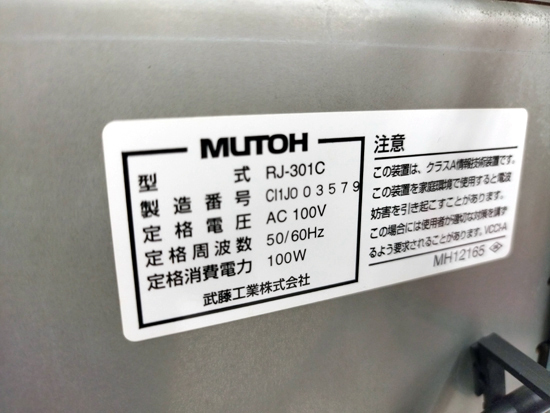 MUTOH
型 式 RJ-301C
製造番号 CI1J003579
定格電圧 AC 100V
定格周波数 50/60Hz
定格消費電力 100W
武藤工業株式会社
注意
この装置は、クラスA情報技術装置です。
この装置を家庭環境で使用すると電波
妨害を引き起こすことがあります。
この場合には使用者が適切な対策を講ず
るよう要求されることがあります。VCCI-A
MH12165